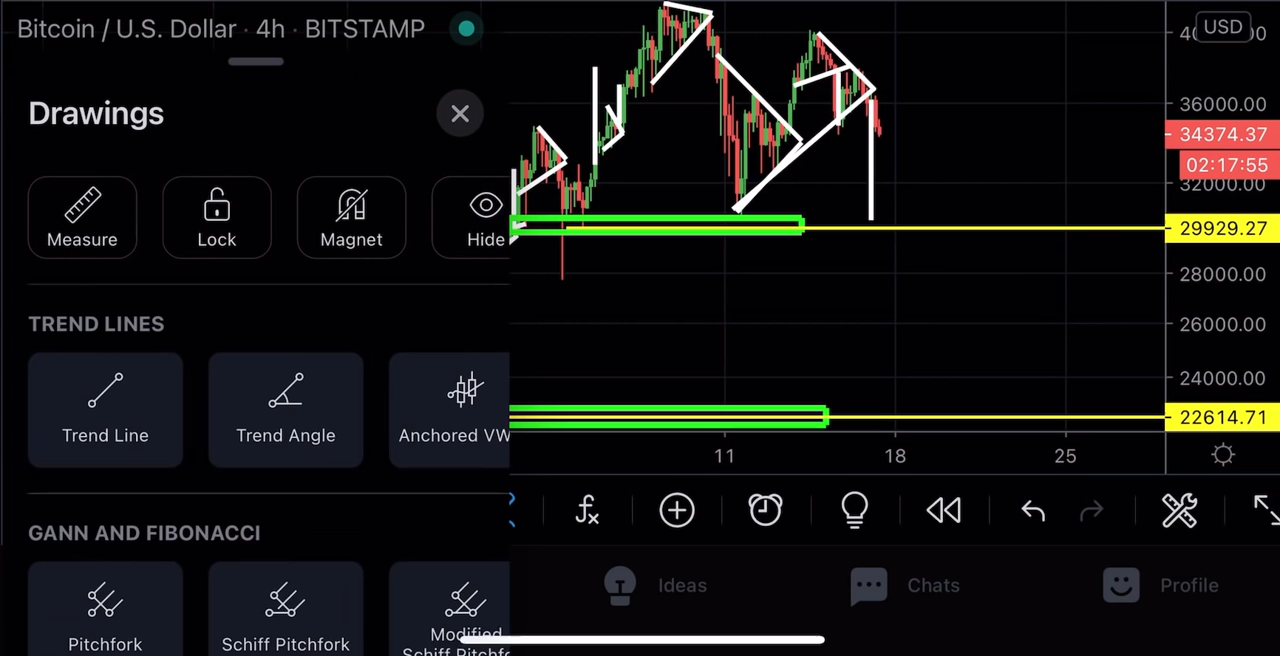 Bitcoin / U.S. Dollar · 4h · BITSTAMP
Drawings
Measure
Lock
Magnet
Hide
TREND LINES
Trend Line
Trend Angle
Anchored VW
GANN AND FIBONACCI
Pitchfork
Schiff Pitchfork
Modified
Schiff Pitchf
USD
36000.00
34374.37
02:17:55
32000.00
29929.27
28000.00
26000.00
24000.00
22614.71
11
18
25
fx
Ideas
Chats
Profile